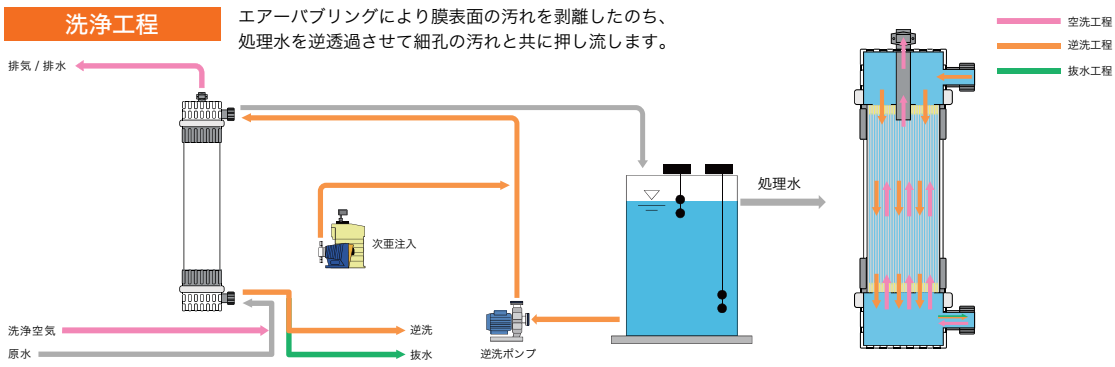 洗浄工程
エアーバブリングにより膜表面の汚れを剥離したのち、
処理水を逆透過させて細孔の汚れと共に押し流します。
空洗工程
逆洗工程
抜水工程
排気 / 排水
処理水
次亜注入
洗浄空気
原水
逆洗
抜水
逆洗ポンプ